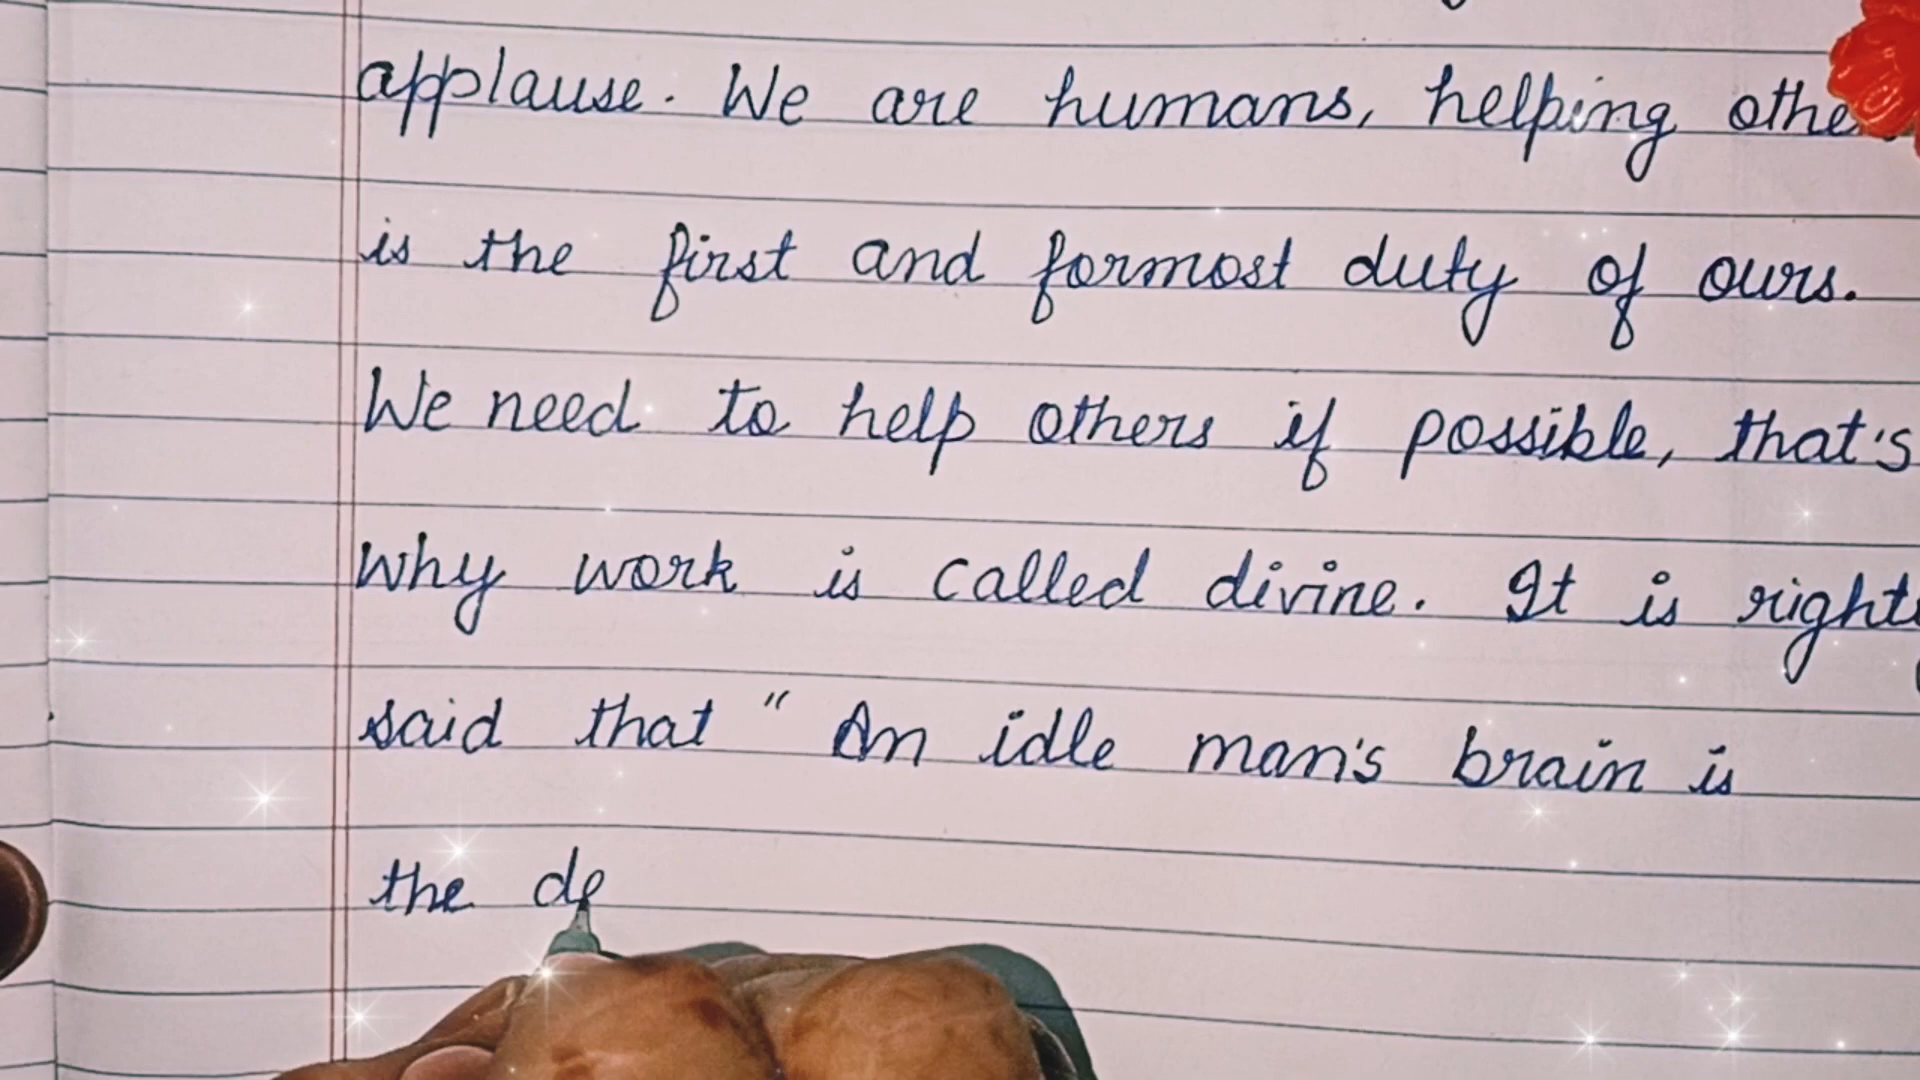 applause. We are humans, helping othe
is the first and formost duty of ours.
We need to help others if possible, that's
why work is called divine. It is right
said that " An idle man's brain is
the de